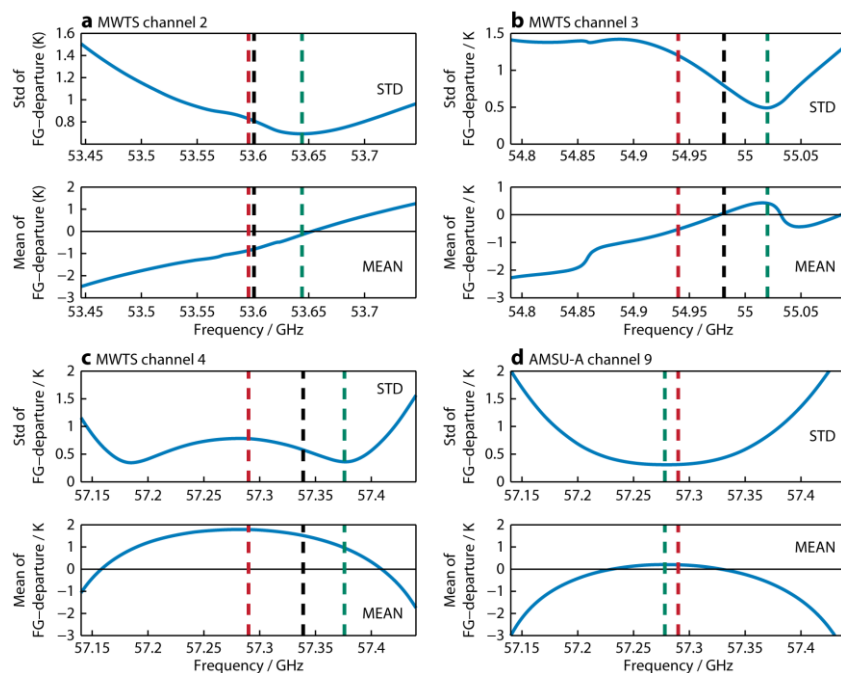 a MWTS channel 2
Std of
FG–departure (K)
1.6
1.4
1.2
1
0.8
STD
53.45 53.5 53.55 53.6 53.65 53.7
Mean of
FG–departure (K)
2
1
0
−1
−2
−3
MEAN
53.45 53.5 53.55 53.6 53.65 53.7
Frequency / GHz
b MWTS channel 3
Std of
FG–departure / K
1.5
1
0.5
0
STD
54.8 54.85 54.9 54.95 55 55.05
Mean of
FG–departure / K
1
0
−1
−2
3
MEAN
54.8 54.85 54.9 54.95 55 55.05
Frequency / GHz
c MWTS channel 4
Std of
FG–departure / K
2
1.5
1
0.5
0
STD
57.15 57.2 57.25 57.3 57.35 57.4
Mean of
FG–departure / K
2
1
0
−1
−2
−3
MEAN
57.15 57.2 57.25 57.3 57.35 57.4
Frequency / GHz
d AMSU-A channel 9
Std of
FG–departure / K
2
1.5
1
0.5
0
STD
57.15 57.2 57.25 57.3 57.35 57.4
Mean of
FG–departure / K
2
1
0
−1
−2
−3
MEAN
57.15 57.2 57.25 57.3 57.35 57.4
Frequency / GHz